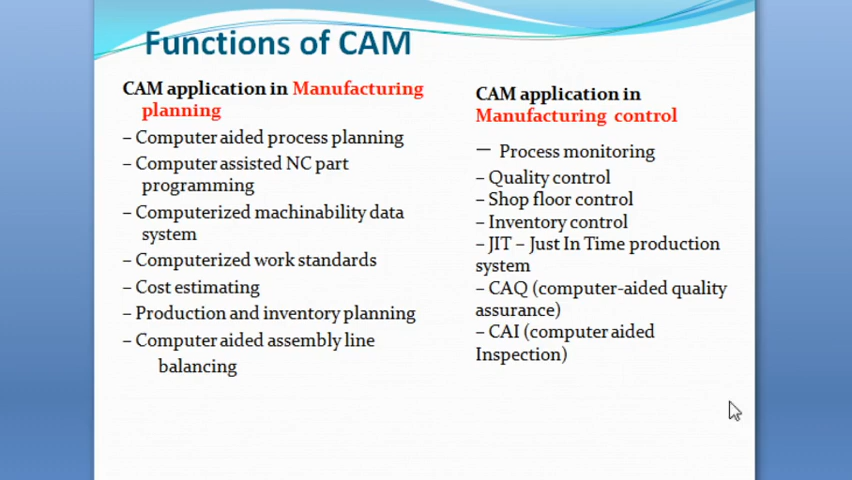 Functions of CAM
CAM application in Manufacturing
planning
– Computer aided process planning
– Computer assisted NC part
programming
– Computerized machinability data
system
– Computerized work standards
– Cost estimating
– Production and inventory planning
– Computer aided assembly line
balancing
CAM application in
Manufacturing control
– Process monitoring
– Quality control
– Shop floor control
– Inventory control
– JIT – Just In Time production
system
– CAQ (computer-aided quality
assurance)
– CAI (computer aided
Inspection)